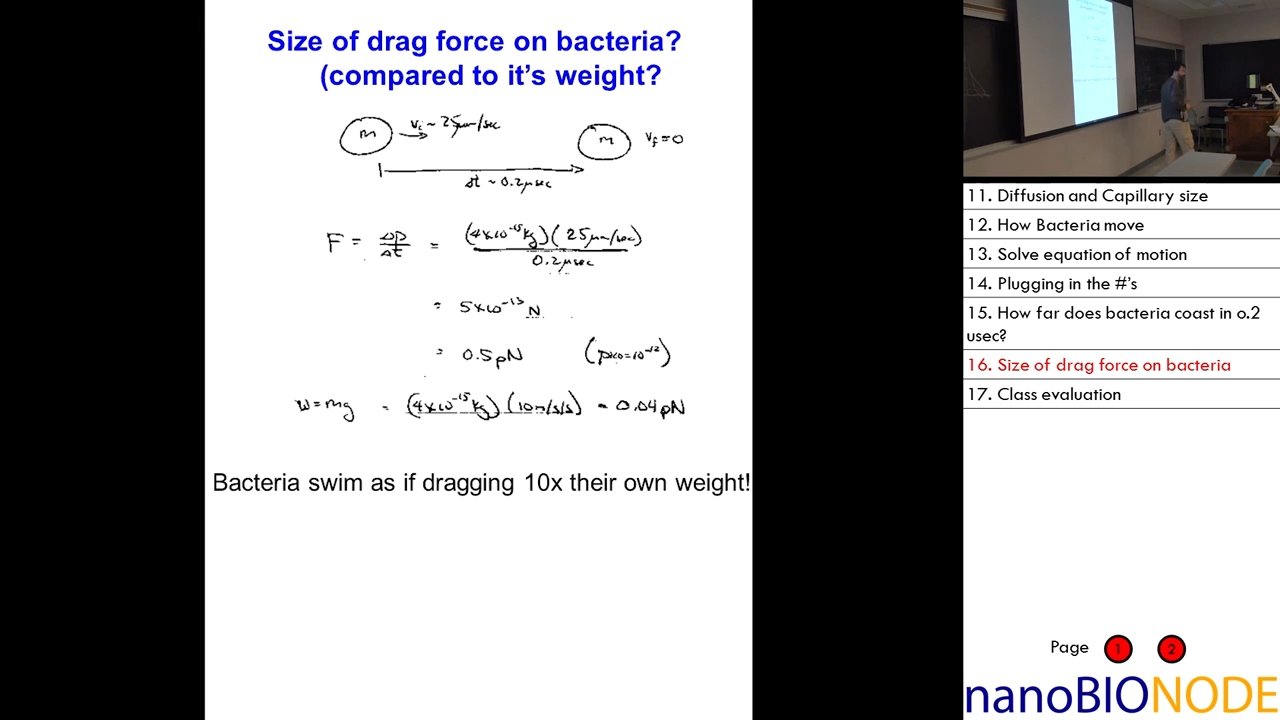 Size of drag force on bacteria?
(compared to it's weight?
m vᵢ ~ 25μm/sec m v_f = 0
Δt ~ 0.2μsec
F = Δp/Δt = (4×10⁻¹⁵kg)(25μm/sec)/0.2μsec
= 5×10⁻¹³ N
= 0.5pN (pico=10⁻¹²)
W=mg = (4×10⁻¹⁵kg)(10m/s/s) = 0.04pN
Bacteria swim as if dragging 10x their own weight!
11. Diffusion and Capillary size
12. How Bacteria move
13. Solve equation of motion
14. Plugging in the #'s
15. How far does bacteria coast in 0.2
usec?
16. Size of drag force on bacteria
17. Class evaluation
Page 1 2
nanoBIONODE